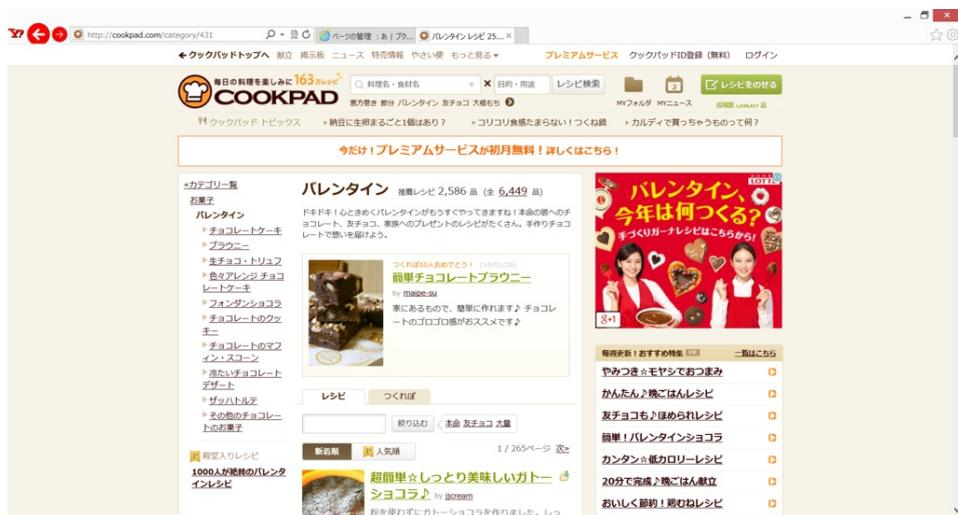 http://cookpad.com/category/431
ページの管理 : あ | ブク...
バレンタイン レシピ 25...
クックパッドトップへ 献立 掲示板 ニュース 特売情報 やさい便 もっと見る▼
プレミアムサービス クックパッドID登録（無料） ログイン
毎日の料理を楽しみに 163万レシピ
COOKPAD
料理名・食材名 × 目的・用途 レシピ検索
恵方巻き 節分 バレンタイン 友チョコ 大根もち
MYフォルダ MYニュース
2
レシピをのせる
クックパッド トピックス
納豆に生卵まるごと1個はあり？
コリコリ食感たまらない！つくね鍋
カルディで買っちゃうものって何？
今だけ！プレミアムサービスが初月無料！詳しくはこちら！
«カテゴリ一覧
お菓子
バレンタイン
チョコレートケーキ
ブラウニー
生チョコ・トリュフ
色々アレンジ チョコ
レートケーキ
フォンダンショコラ
チョコレートのクッ
キー
チョコレートのマフ
ィン・スコーン
冷たいチョコレート
デザート
ザッハトルテ
その他のチョコレー
トのお菓子
殿堂入りレシピ
1000人が絶賛のバレンタ
インレシピ
バレンタイン 推薦レシピ 2,586 品 (全 6,449 品)
ドキドキ！心ときめくバレンタインがもうすぐやってきますね！本命の彼へのチ
ョコレート、友チョコ、家族へのプレゼントのレシピがたくさん。手作りチョコ
レートで想いを届けよう。
つくれぽ10人おめでとう！ (14/01/26)
簡単チョコレートブラウニー
by maipe-su
家にあるもので、簡単に作れます♪ チョコレ
ートのゴロゴロ感がおススメです♪
レシピ つくれぽ
絞り込む 本命 友チョコ 大量
新着順 人気順 1 / 265ページ 次»
超簡単☆しっとり美味しいガトー
ショコラ♪ by jjcream
粉を使わずにガトーショコラを作りました。しっ
LOTTE
バレンタイン、
今年は何つくる？
手づくりガーナレシピはこちらから！
8+1
毎週更新！おすすめ特集 PR 一覧はこちら
やみつき☆モヤシでおつまみ
かんたん♪晩ごはんレシピ
友チョコも♪ほめられレシピ
簡単！バレンタインショコラ
カンタン☆低カロリーレシピ
20分で完成♪晩ごはん献立
おいしく節約！鶏むねレシピ